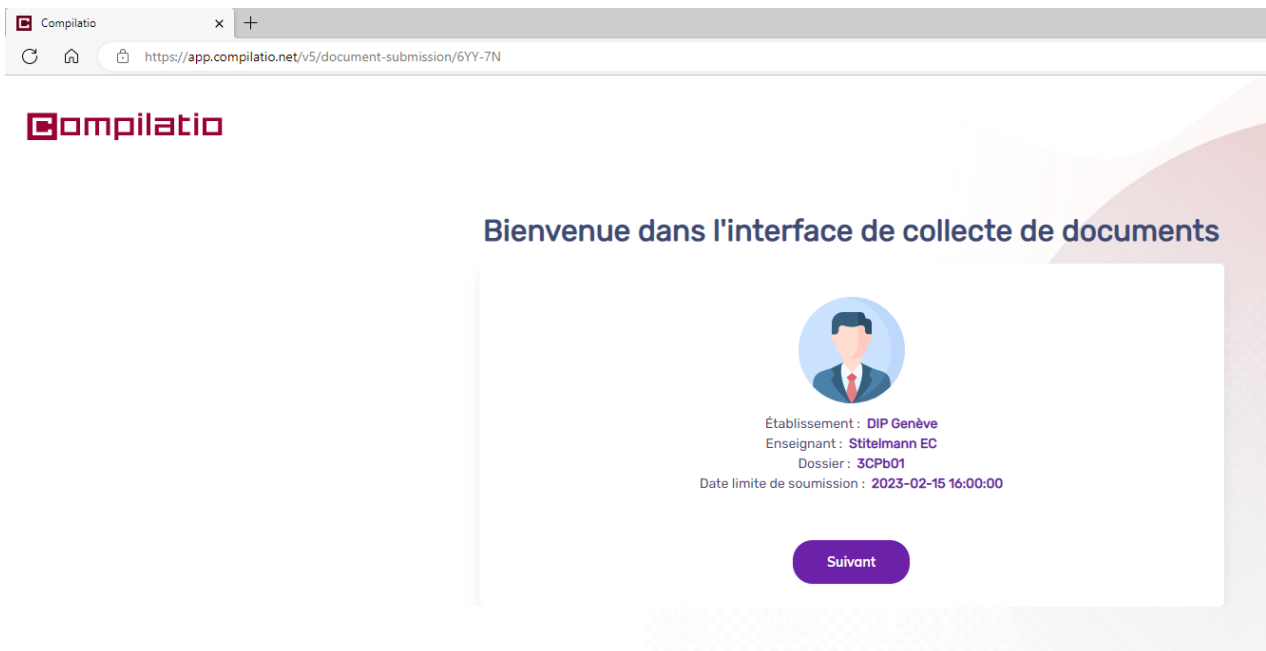 Compilatio
https://app.compilatio.net/v5/document-submission/6YY-7N
Compilatio
Bienvenue dans l'interface de collecte de documents
Établissement : DIP Genève
Enseignant : Stitelmann EC
Dossier : 3CPb01
Date limite de soumission : 2023-02-15 16:00:00
Suivant